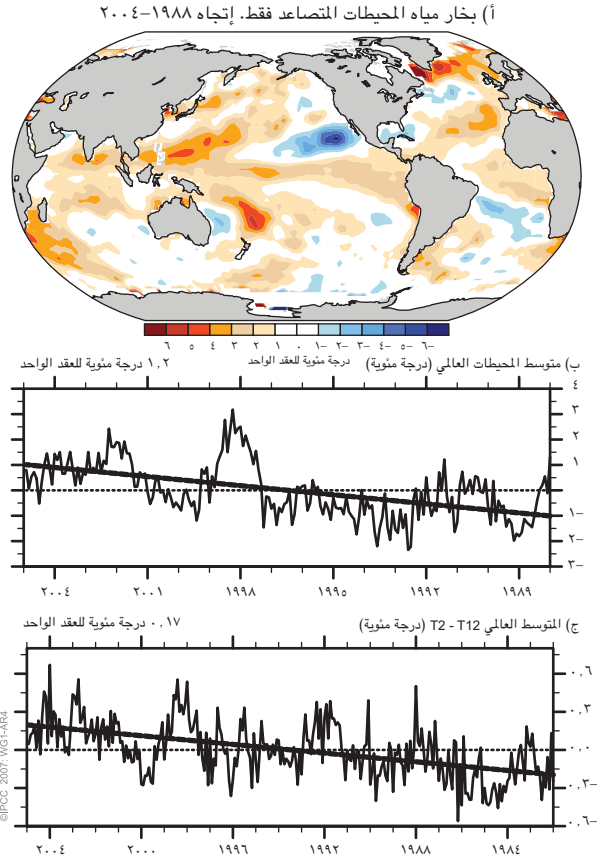 أ) بخار مياه المحيطات المتصاعد فقط. إتجاه ١٩٨٨–٢٠٠٤
٦ ٥ ٤ ٣ ٢ ١ ٠ ١– ٢– ٣– ٤– ٥– ٦–
درجة مئوية للعقد الواحد
ب) متوسط المحيطات العالمي (درجة مئوية) ١,٢ درجة مئوية للعقد الواحد
٤
٣
٢
١
١–
٢–
٣–
٢٠٠٤ ٢٠٠١ ١٩٩٨ ١٩٩٥ ١٩٩٢ ١٩٨٩
ج) المتوسط العالمي T2 - T12 (درجة مئوية) ٠,١٧ درجة مئوية للعقد الواحد
٠,٦
٠,٣
٠,٠
٠,٣–
٠,٦–
٢٠٠٤ ٢٠٠٠ ١٩٩٦ ١٩٩٢ ١٩٨٨ ١٩٨٤
©IPCC 2007: WG1-AR4